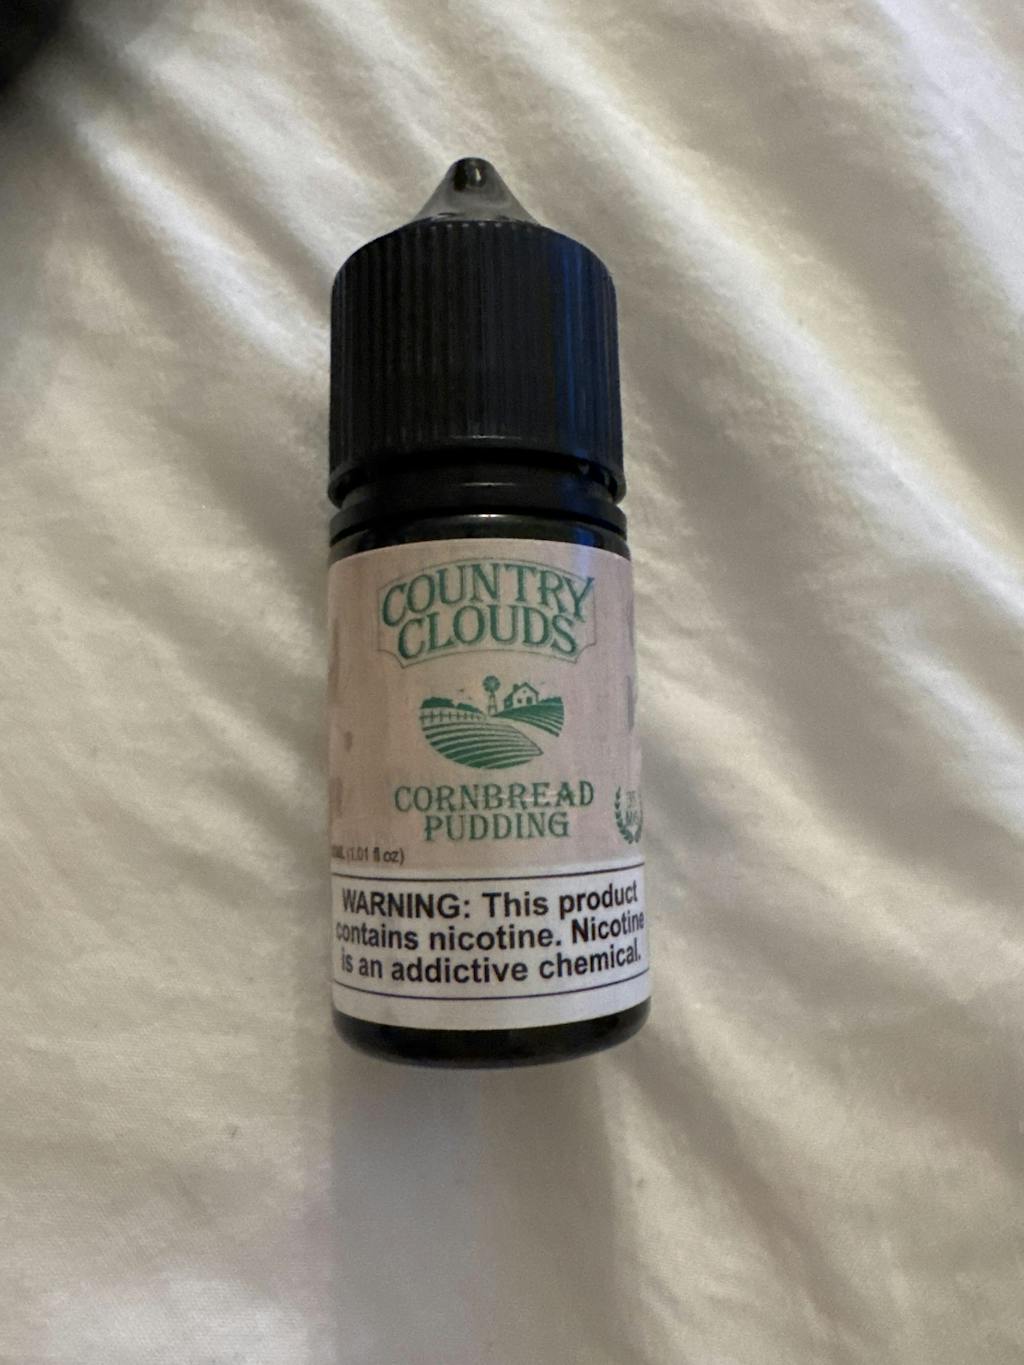 COUNTRY
CLOUDS
CORNBREAD
PUDDING
(1.01 fl oz)
WARNING: This product
contains nicotine. Nicotine
is an addictive chemical.